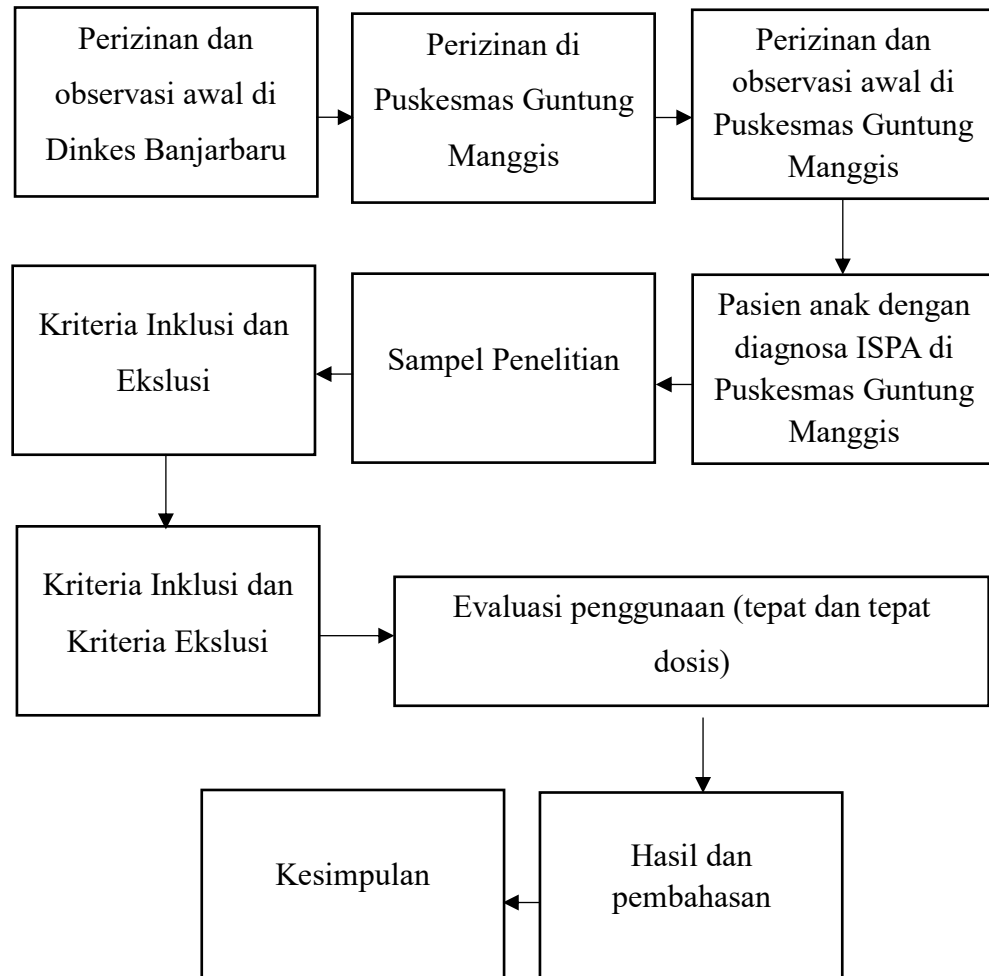 Perizinan dan
observasi awal di
Dinkes Banjarbaru
Perizinan di
Puskesmas Guntung
Manggis
Perizinan dan
observasi awal di
Puskesmas Guntung
Manggis
Pasien anak dengan
diagnosa ISPA di
Puskesmas Guntung
Manggis
Sampel Penelitian
Kriteria Inklusi dan
Ekslusi
Kriteria Inklusi dan
Kriteria Ekslusi
Evaluasi penggunaan (tepat dan tepat
dosis)
Hasil dan
pembahasan
Kesimpulan